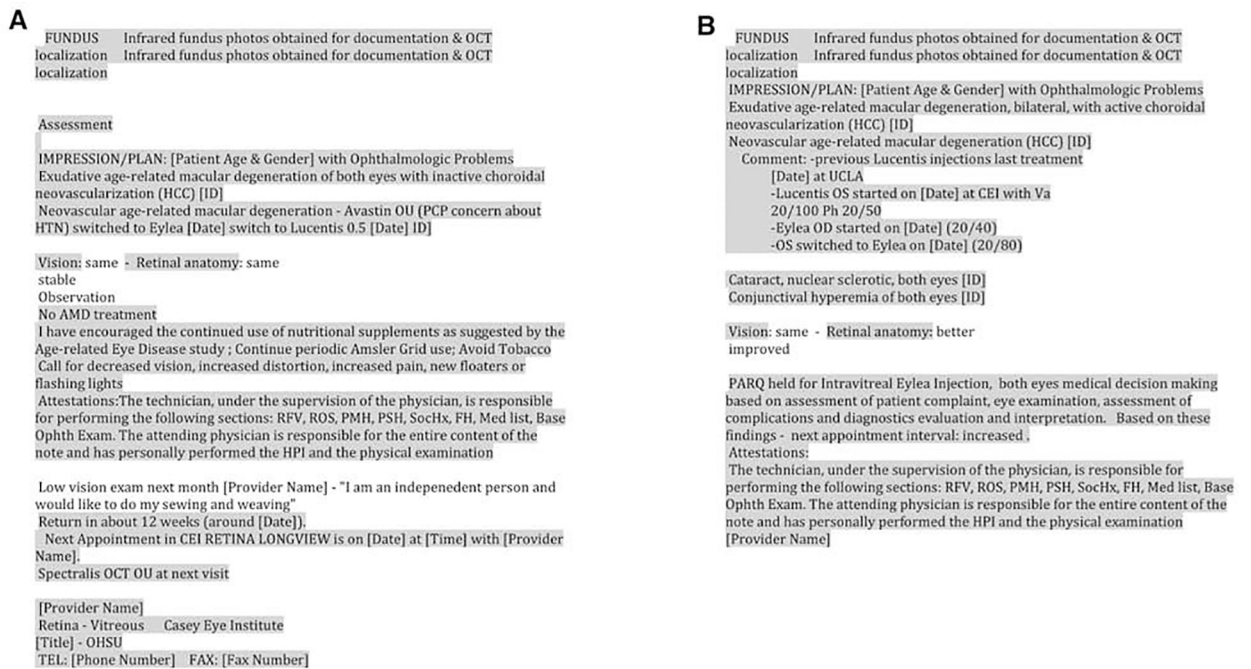 A
FUNDUS Infrared fundus photos obtained for documentation & OCT
localization Infrared fundus photos obtained for documentation & OCT
localization
Assessment
IMPRESSION/PLAN: [Patient Age & Gender] with Ophthalmologic Problems
Exudative age-related macular degeneration of both eyes with inactive choroidal
neovascularization (HCC) [ID]
Neovascular age-related macular degeneration - Avastin OU (PCP concern about
HTN) switched to Eylea [Date] switch to Lucentis 0.5 [Date] ID]
Vision: same - Retinal anatomy: same
stable
Observation
No AMD treatment
I have encouraged the continued use of nutritional supplements as suggested by the
Age-related Eye Disease study ; Continue periodic Amsler Grid use; Avoid Tobacco
Call for decreased vision, increased distortion, increased pain, new floaters or
flashing lights
Attestations:The technician, under the supervision of the physician, is responsible
for performing the following sections: RFV, ROS, PMH, PSH, SocHx, FH, Med list, Base
Ophth Exam. The attending physician is responsible for the entire content of the
note and has personally performed the HPI and the physical examination
Low vision exam next month [Provider Name] - "I am an indepenedent person and
would like to do my sewing and weaving"
Return in about 12 weeks (around [Date]).
Next Appointment in CEI RETINA LONGVIEW is on [Date] at [Time] with [Provider
Name].
Spectralis OCT OU at next visit
[Provider Name]
Retina - Vitreous Casey Eye Institute
[Title] - OHSU
TEL: [Phone Number] FAX: [Fax Number]
B
FUNDUS Infrared fundus photos obtained for documentation & OCT
localization Infrared fundus photos obtained for documentation & OCT
localization
IMPRESSION/PLAN: [Patient Age & Gender] with Ophthalmologic Problems
Exudative age-related macular degeneration, bilateral, with active choroidal
neovascularization (HCC) [ID]
Neovascular age-related macular degeneration (HCC) [ID]
Comment: -previous Lucentis injections last treatment
[Date] at UCLA
-Lucentis OS started on [Date] at CEI with Va
20/100 Ph 20/50
-Eylea OD started on [Date] (20/40)
-OS switched to Eylea on [Date] (20/80)
Cataract, nuclear sclerotic, both eyes [ID]
Conjunctival hyperemia of both eyes [ID]
Vision: same - Retinal anatomy: better
improved
PARQ held for Intravitreal Eylea Injection, both eyes medical decision making
based on assessment of patient complaint, eye examination, assessment of
complications and diagnostics evaluation and interpretation. Based on these
findings - next appointment interval: increased .
Attestations:
The technician, under the supervision of the physician, is responsible for
performing the following sections: RFV, ROS, PMH, PSH, SocHx, FH, Med list, Base
Ophth Exam. The attending physician is responsible for the entire content of the
note and has personally performed the HPI and the physical examination
[Provider Name]